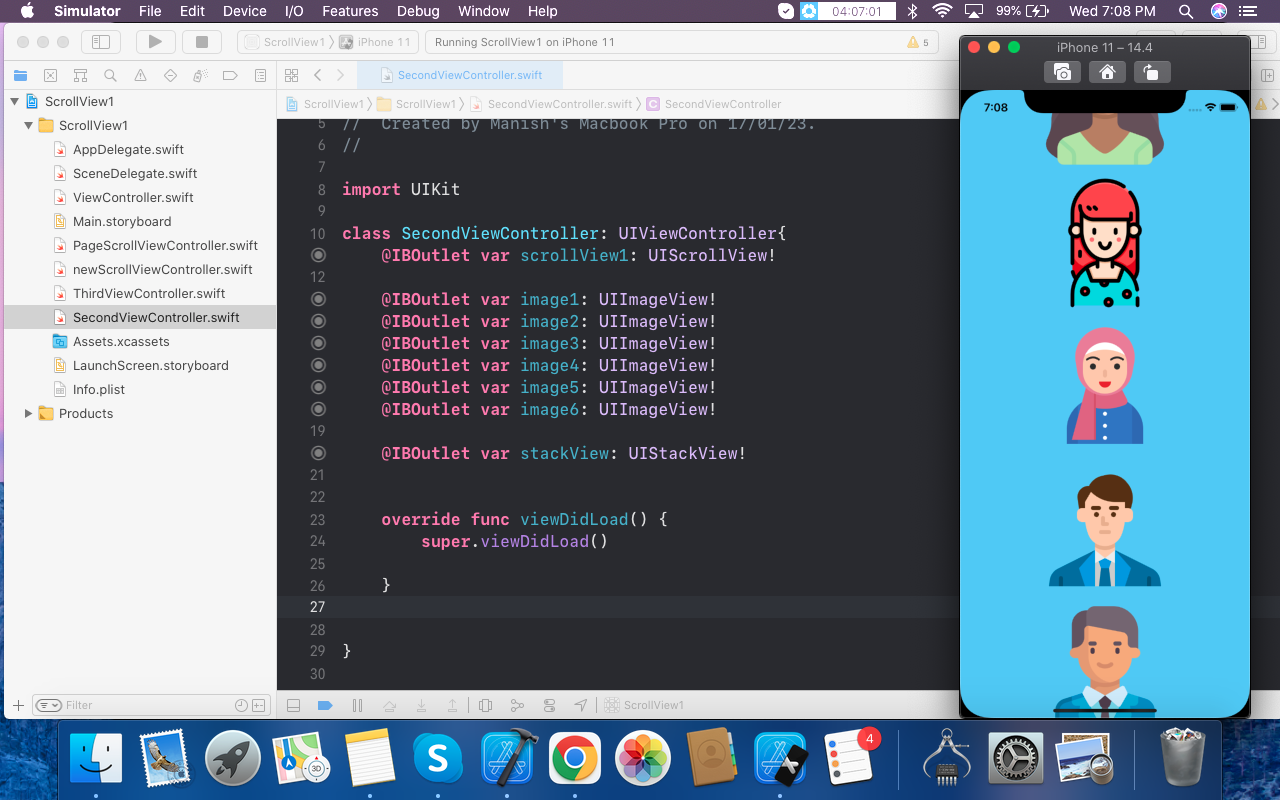 Simulator File Edit Device I/O Features Debug Window Help 04:07:01 99% Wed 7:08 PM
ScrollView1 iPhone 11 Running ScrollView1 on iPhone 11 5
SecondViewController.swift
ScrollView1 ScrollView1 SecondViewController.swift C SecondViewController
ScrollView1
ScrollView1
AppDelegate.swift
SceneDelegate.swift
ViewController.swift
Main.storyboard
PageScrollViewController.swift
newScrollViewController.swift
ThirdViewController.swift
SecondViewController.swift
Assets.xcassets
LaunchScreen.storyboard
Info.plist
Products
Filter
5 //  Created by Manish's Macbook Pro on 17/01/23.
6 //
7
8 import UIKit
9
10 class SecondViewController: UIViewController{
@IBOutlet var scrollView1: UIScrollView!
12
@IBOutlet var image1: UIImageView!
@IBOutlet var image2: UIImageView!
@IBOutlet var image3: UIImageView!
@IBOutlet var image4: UIImageView!
@IBOutlet var image5: UIImageView!
@IBOutlet var image6: UIImageView!
19
@IBOutlet var stackView: UIStackView!
21
22
23 override func viewDidLoad() {
24 super.viewDidLoad()
25
26 }
27
28
29 }
30
ScrollView1
iPhone 11 – 14.4
7:08
3D
S
4